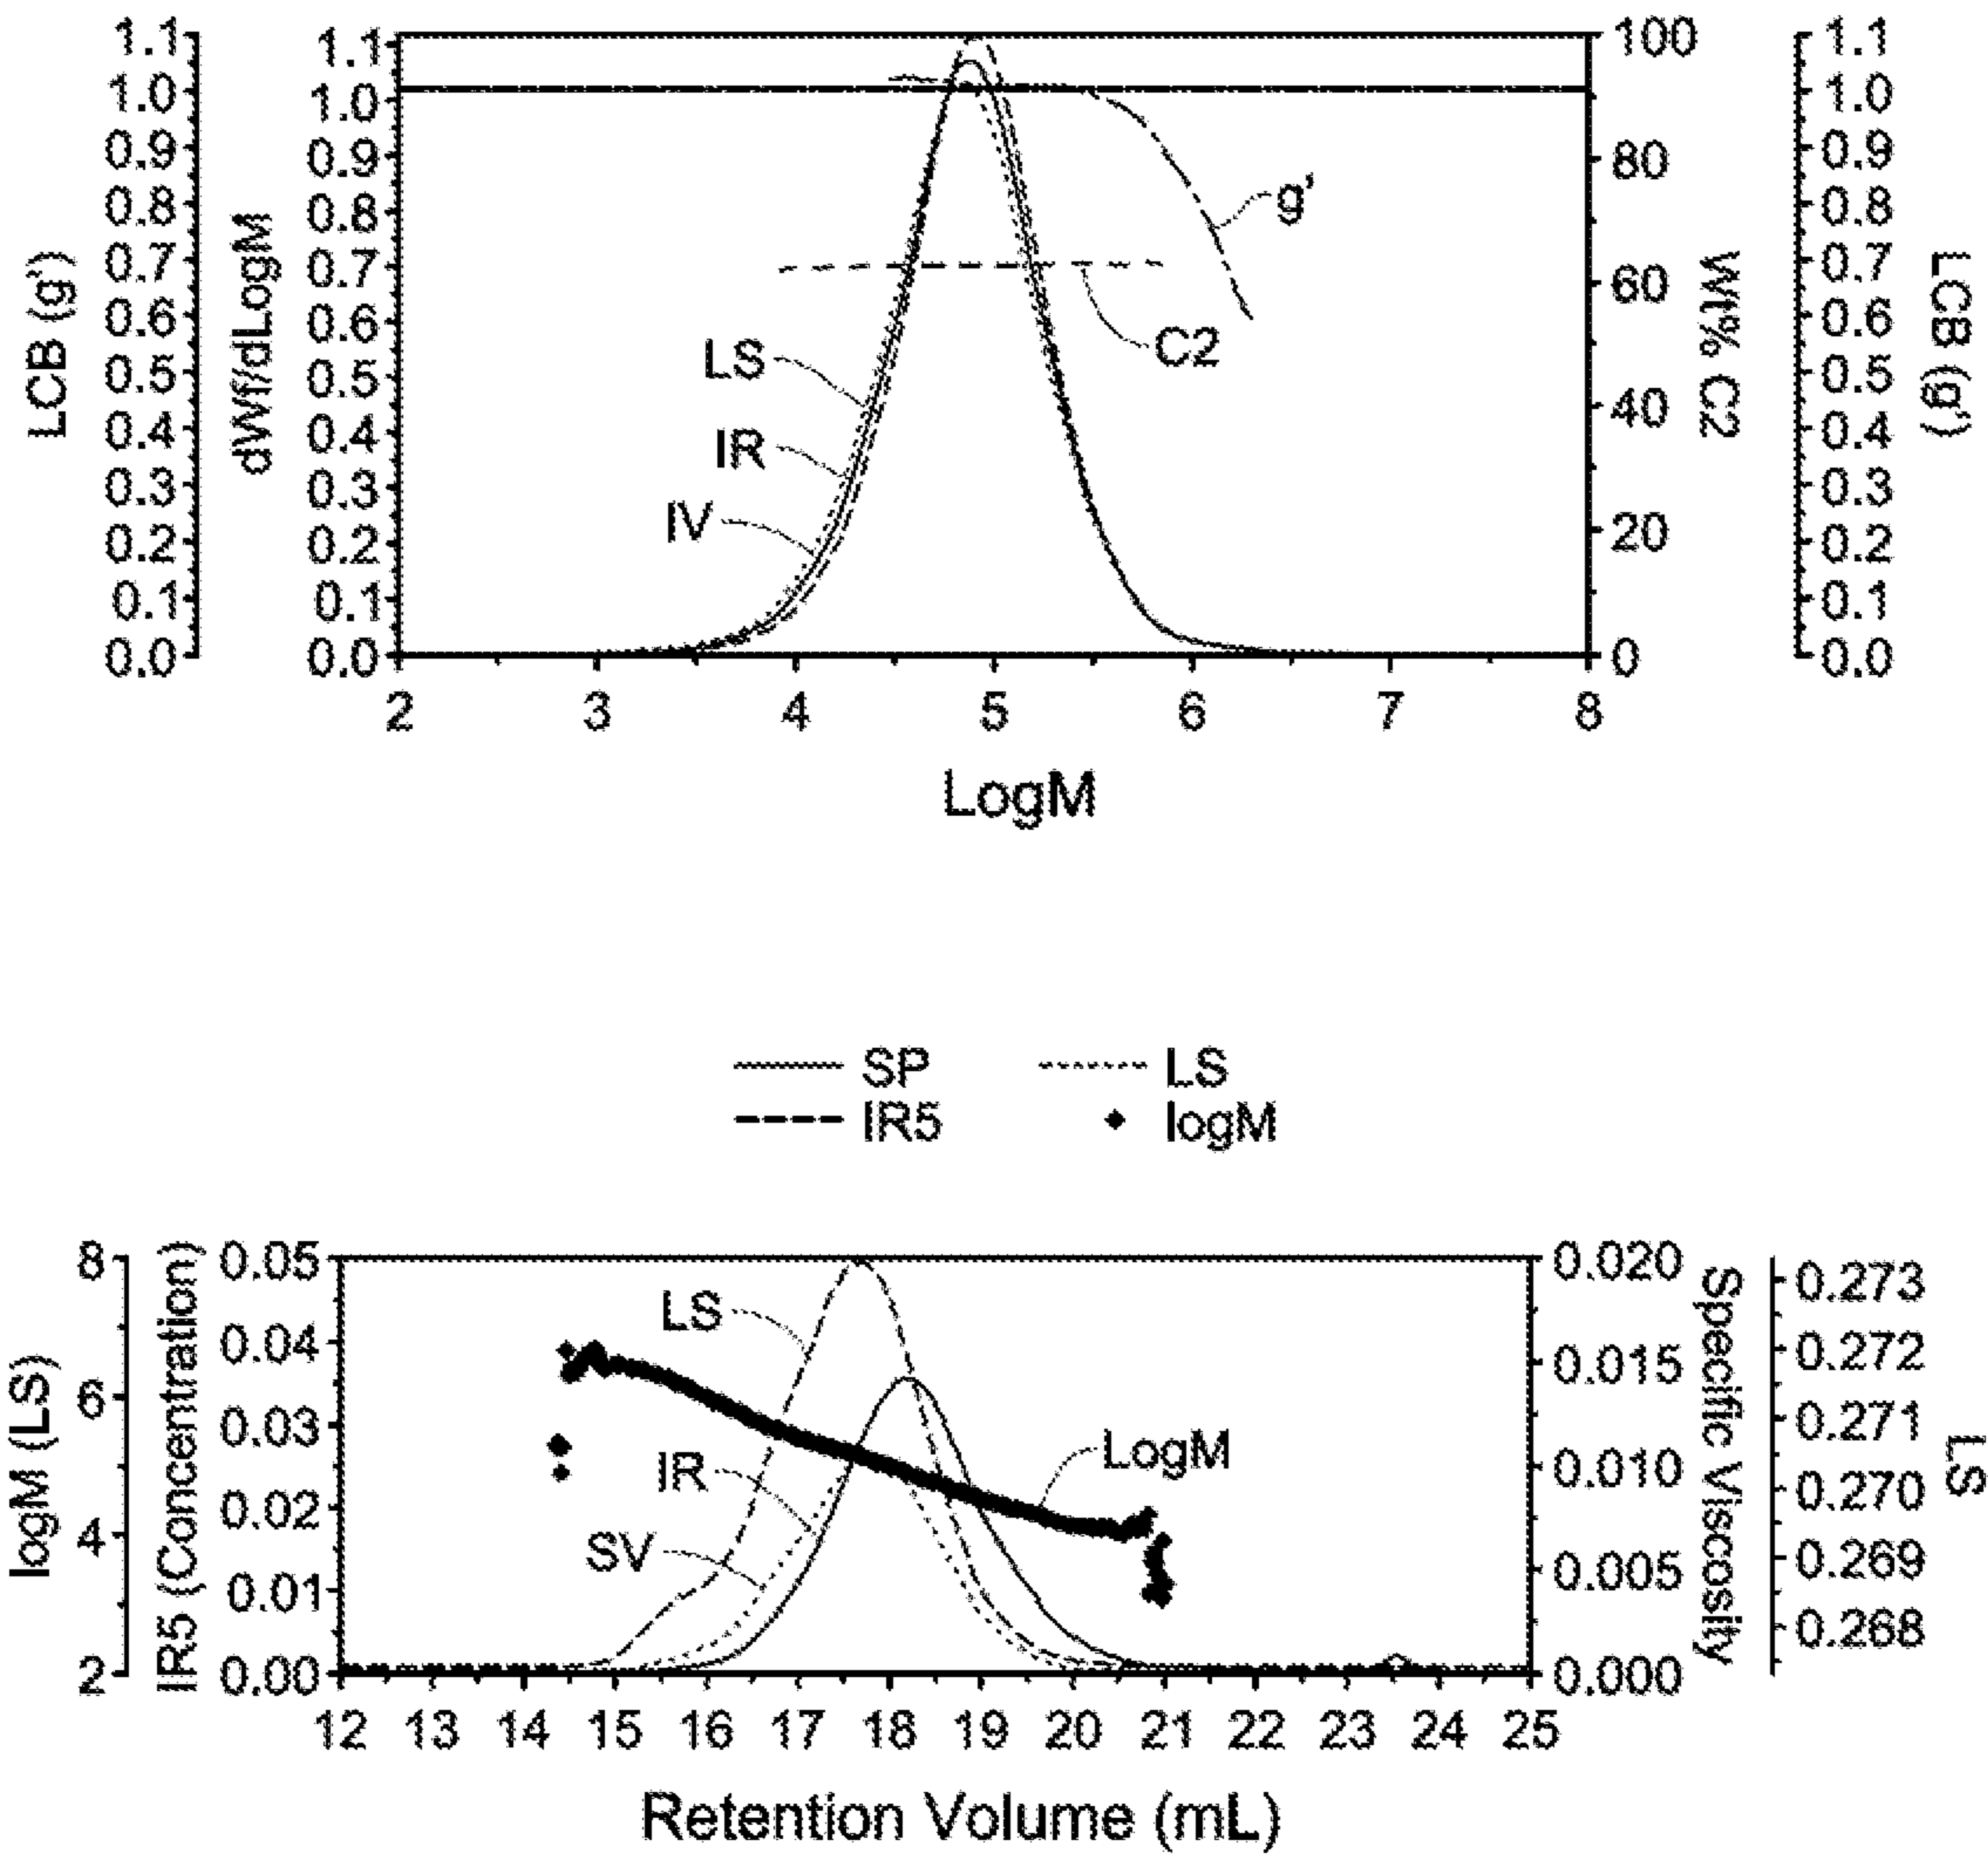 LCB (g')
1.1
1.0
0.9
0.8
0.7
0.6
0.5
0.4
0.3
0.2
0.1
0.0
dWf/dLogM
1.1
1.0
0.9
0.8
0.7
0.6
0.5
0.4
0.3
0.2
0.1
0.0
LS
IR
IV
g'
C2
100
80
60
40
20
0
Wt% C2
1.1
1.0
0.9
0.8
0.7
0.6
0.5
0.4
0.3
0.2
0.1
0.0
LCB (g')
2 3 4 5 6 7 8
LogM
SP LS
IR5 logM
logM (LS)
8
6
4
2
IR5 (Concentration)
0.05
0.04
0.03
0.02
0.01
0.00
LS
IR
SV
LogM
0.020
0.015
0.010
0.005
0.000
Specific Viscosity
0.273
0.272
0.271
0.270
0.269
0.268
LS
12 13 14 15 16 17 18 19 20 21 22 23 24 25
Retention Volume (mL)